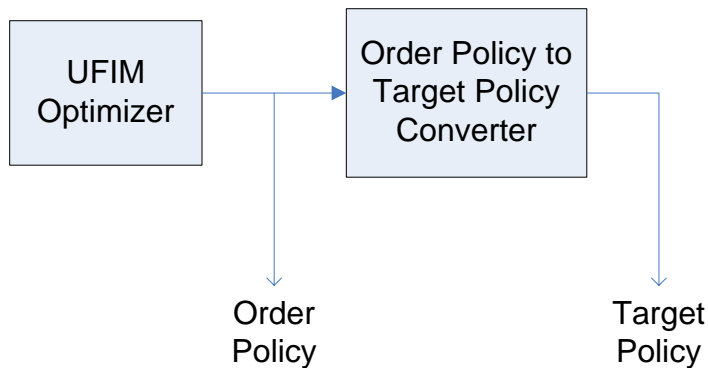 UFIM
Optimizer
Order Policy to
Target Policy
Converter
Order
Policy
Target
Policy